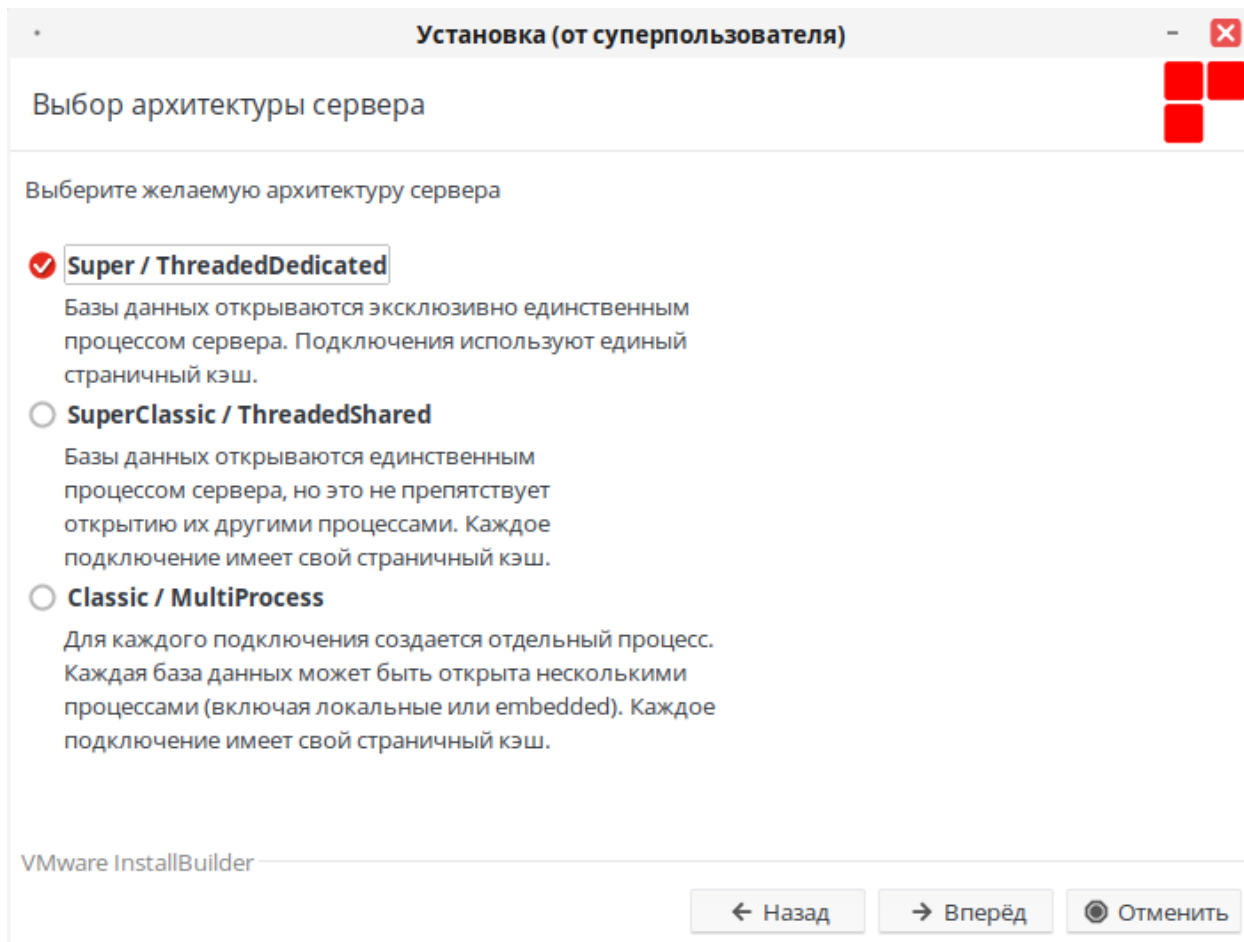 Установка (от суперпользователя)
Выбор архитектуры сервера
Выберите желаемую архитектуру сервера
Super / ThreadedDedicated
Базы данных открываются эксклюзивно единственным
процессом сервера. Подключения используют единый
страничный кэш.
SuperClassic / ThreadedShared
Базы данных открываются единственным
процессом сервера, но это не препятствует
открытию их другими процессами. Каждое
подключение имеет свой страничный кэш.
Classic / MultiProcess
Для каждого подключения создается отдельный процесс.
Каждая база данных может быть открыта несколькими
процессами (включая локальные или embedded). Каждое
подключение имеет свой страничный кэш.
VMware InstallBuilder
Назад
Вперёд
Отменить